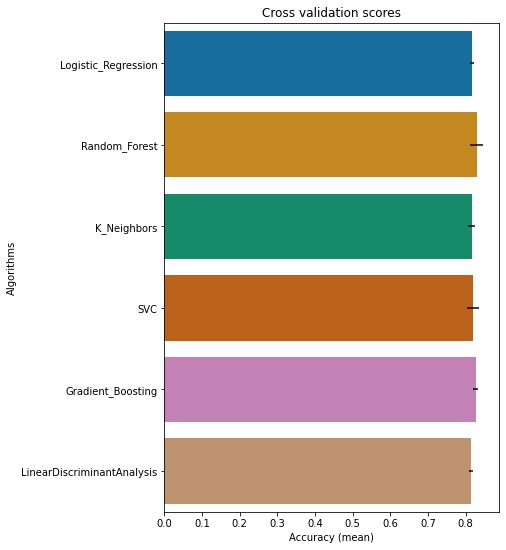 Cross validation scores
Algorithms
Logistic_Regression
Random_Forest
K_Neighbors
SVC
Gradient_Boosting
LinearDiscriminantAnalysis
0.0 0.1 0.2 0.3 0.4 0.5 0.6 0.7 0.8
Accuracy (mean)